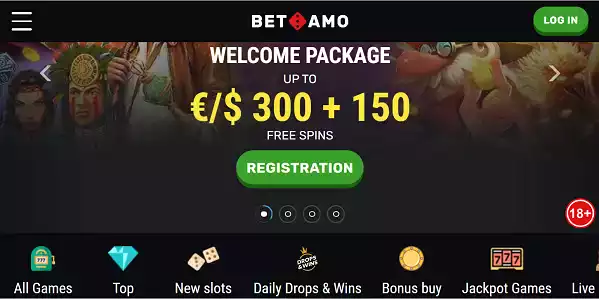 BETAMO
LOG IN
WELCOME PACKAGE
UP TO
€/$ 300 + 150
FREE SPINS
REGISTRATION
18+
DROPS & WINS
777
All Games
Top
New slots
Daily Drops & Wins
Bonus buy
Jackpot Games
Live